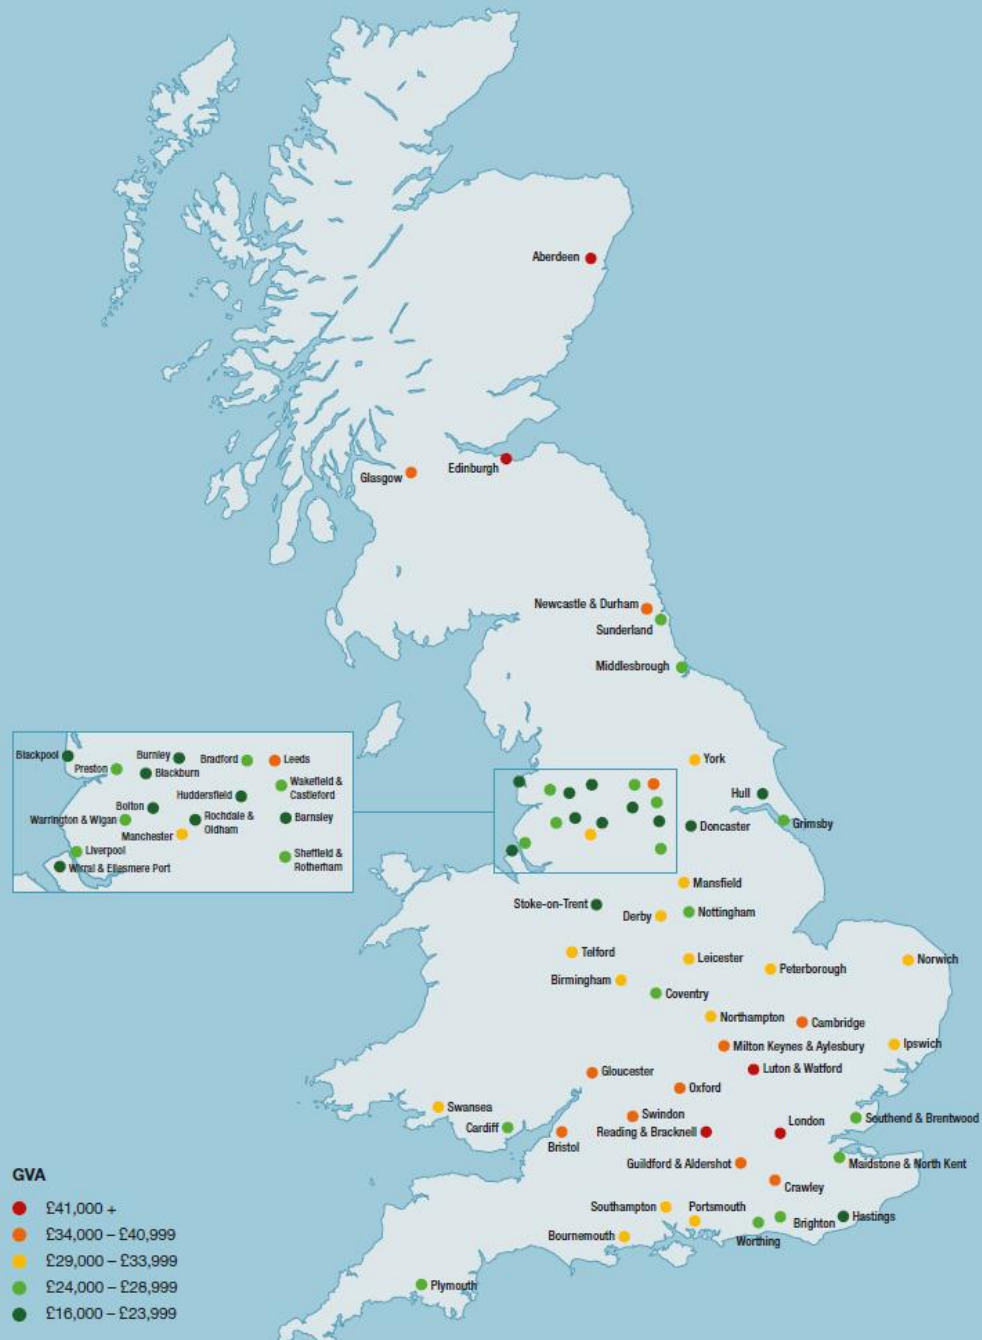 Aberdeen
Edinburgh
Glasgow
Newcastle & Durham
Sunderland
Middlesbrough
York
Hull
Grimsby
Doncaster
Blackpool
Burnley
Bradford
Leeds
Preston
Blackburn
Wakefield &
Castleford
Huddersfield
Bolton
Warrington & Wigan
Rochdale &
Oldham
Barnsley
Manchester
Liverpool
Sheffield &
Rotherham
Wirral & Ellesmere Port
Mansfield
Stoke-on-Trent
Derby
Nottingham
Telford
Leicester
Norwich
Peterborough
Birmingham
Coventry
Northampton
Cambridge
Milton Keynes & Aylesbury
Ipswich
Luton & Watford
Gloucester
Oxford
Swansea
Swindon
Southend & Brentwood
Cardiff
London
Reading & Bracknell
Bristol
Guildford & Aldershot
Maidstone & North Kent
Crawley
Southampton
Portsmouth
Hastings
Brighton
Bournemouth
Worthing
Plymouth
GVA
£41,000 +
£34,000 – £40,999
£29,000 – £33,999
£24,000 – £28,999
£16,000 – £23,999